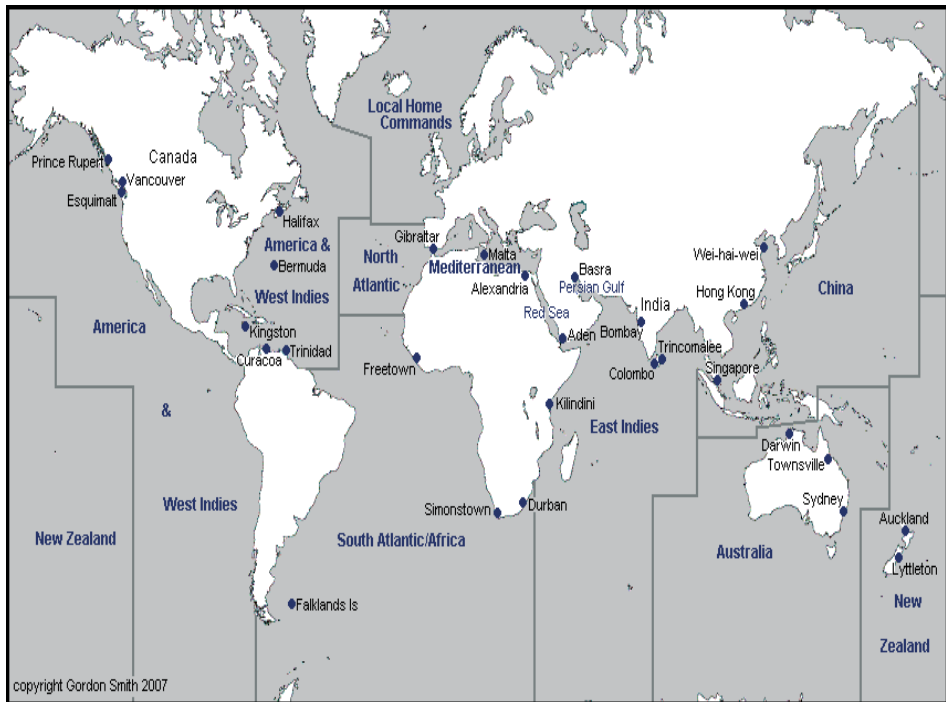 Local Home
Commands
Prince Rupert
Canada
Vancouver
Esquimalt
Halifax
America &
Bermuda
West Indies
North
Atlantic
Gibraltar
Malta
Mediterranean
Alexandria
Basra
Persian Gulf
Red Sea
India
Wei-hai-wei
Hong Kong
China
America
Kingston
Curacoa
Trinidad
Freetown
Aden
Bombay
Trincomalee
Colombo
Singapore
&
Kilindini
East Indies
Darwin
Townsville
West Indies
Simonstown
Durban
Sydney
Auckland
New Zealand
South Atlantic/Africa
Australia
Lyttleton
Falklands Is
New
Zealand
copyright Gordon Smith 2007